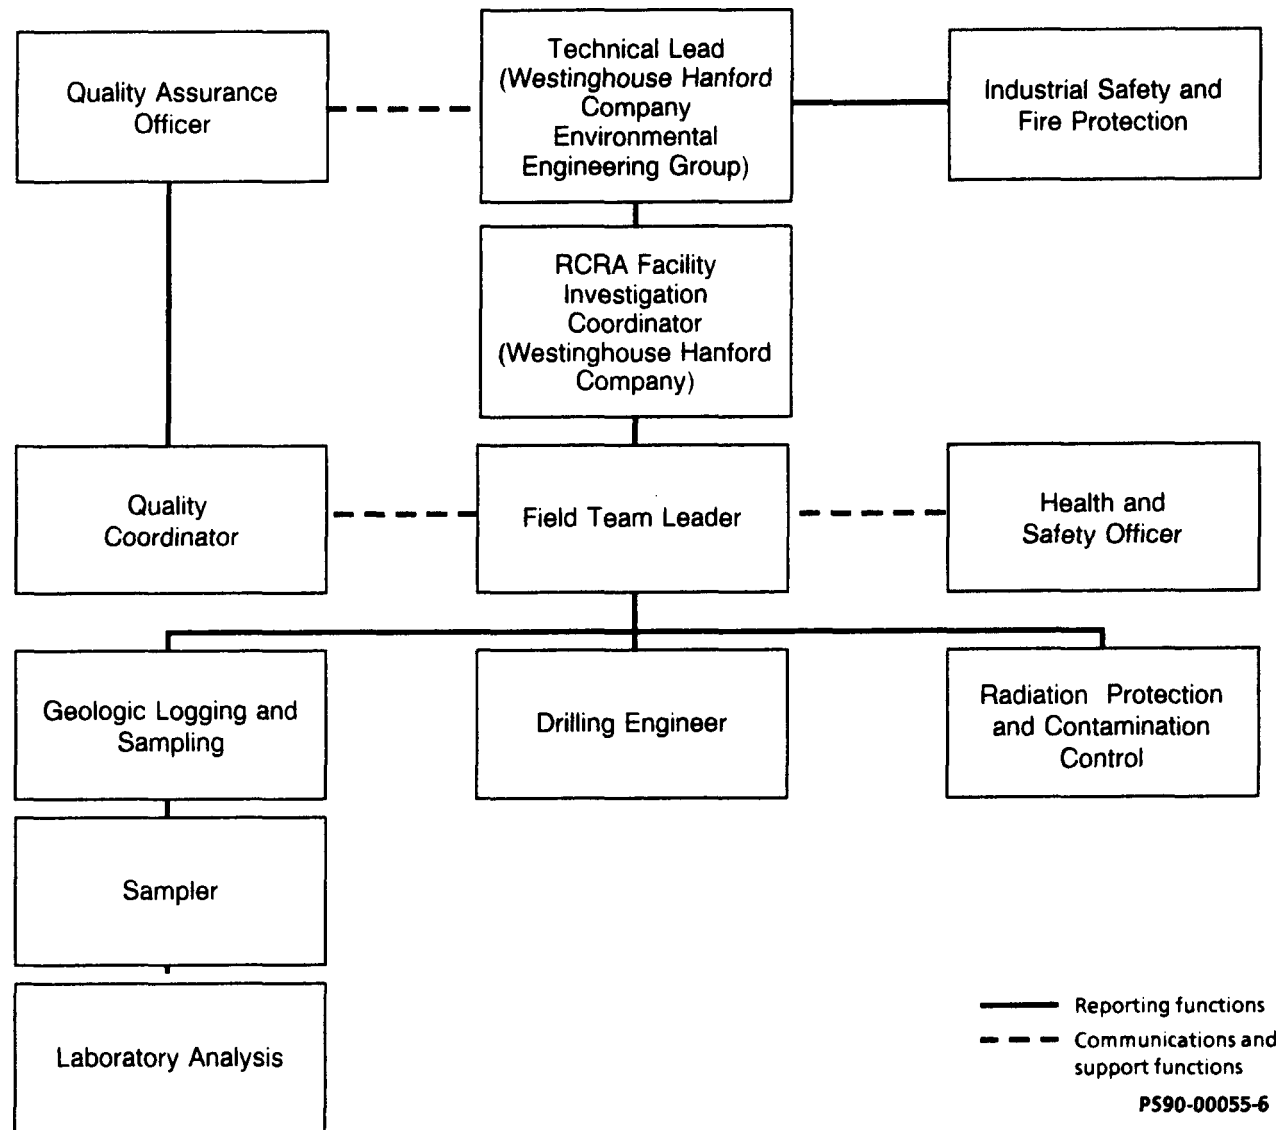 Quality Assurance
Officer
Technical Lead
(Westinghouse Hanford
Company
Environmental
Engineering Group)
Industrial Safety and
Fire Protection
RCRA Facility
Investigation
Coordinator
(Westinghouse Hanford
Company)
Quality
Coordinator
Field Team Leader
Health and
Safety Officer
Geologic Logging and
Sampling
Drilling Engineer
Radiation Protection
and Contamination
Control
Sampler
Laboratory Analysis
Reporting functions
Communications and
support functions
PS90-00055-6